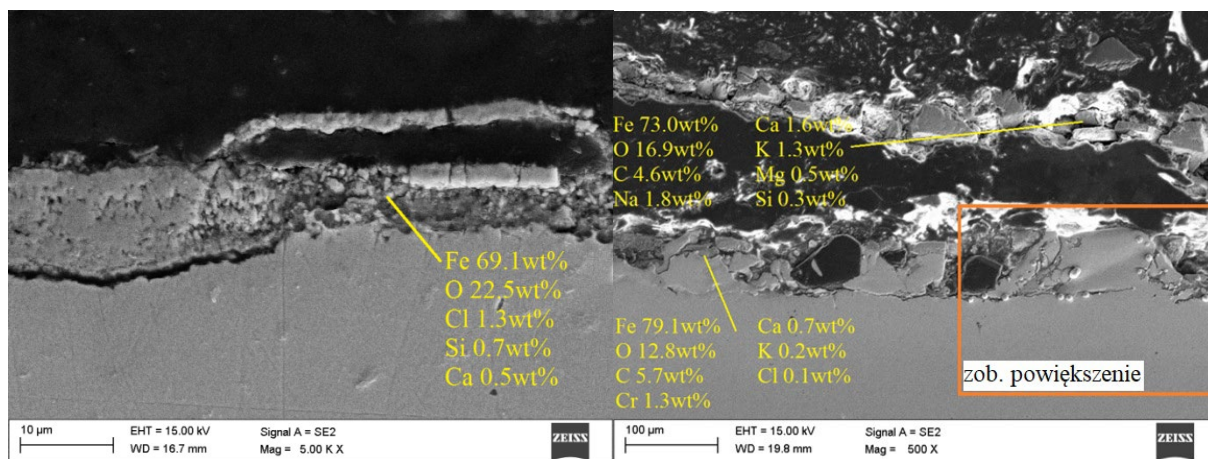 Fe 69.1wt%
O 22.5wt%
Cl 1.3wt%
Si 0.7wt%
Ca 0.5wt%
10 µm
EHT = 15.00 kV
WD = 16.7 mm
Signal A = SE2
Mag = 5.00 K X
ZEISS
Fe 73.0wt%
O 16.9wt%
C 4.6wt%
Na 1.8wt%
Ca 1.6wt%
K 1.3wt%
Mg 0.5wt%
Si 0.3wt%
Fe 79.1wt%
O 12.8wt%
C 5.7wt%
Cr 1.3wt%
Ca 0.7wt%
K 0.2wt%
Cl 0.1wt%
zob. powiększenie
100 µm
EHT = 15.00 kV
WD = 19.8 mm
Signal A = SE2
Mag = 500 X
ZEISS